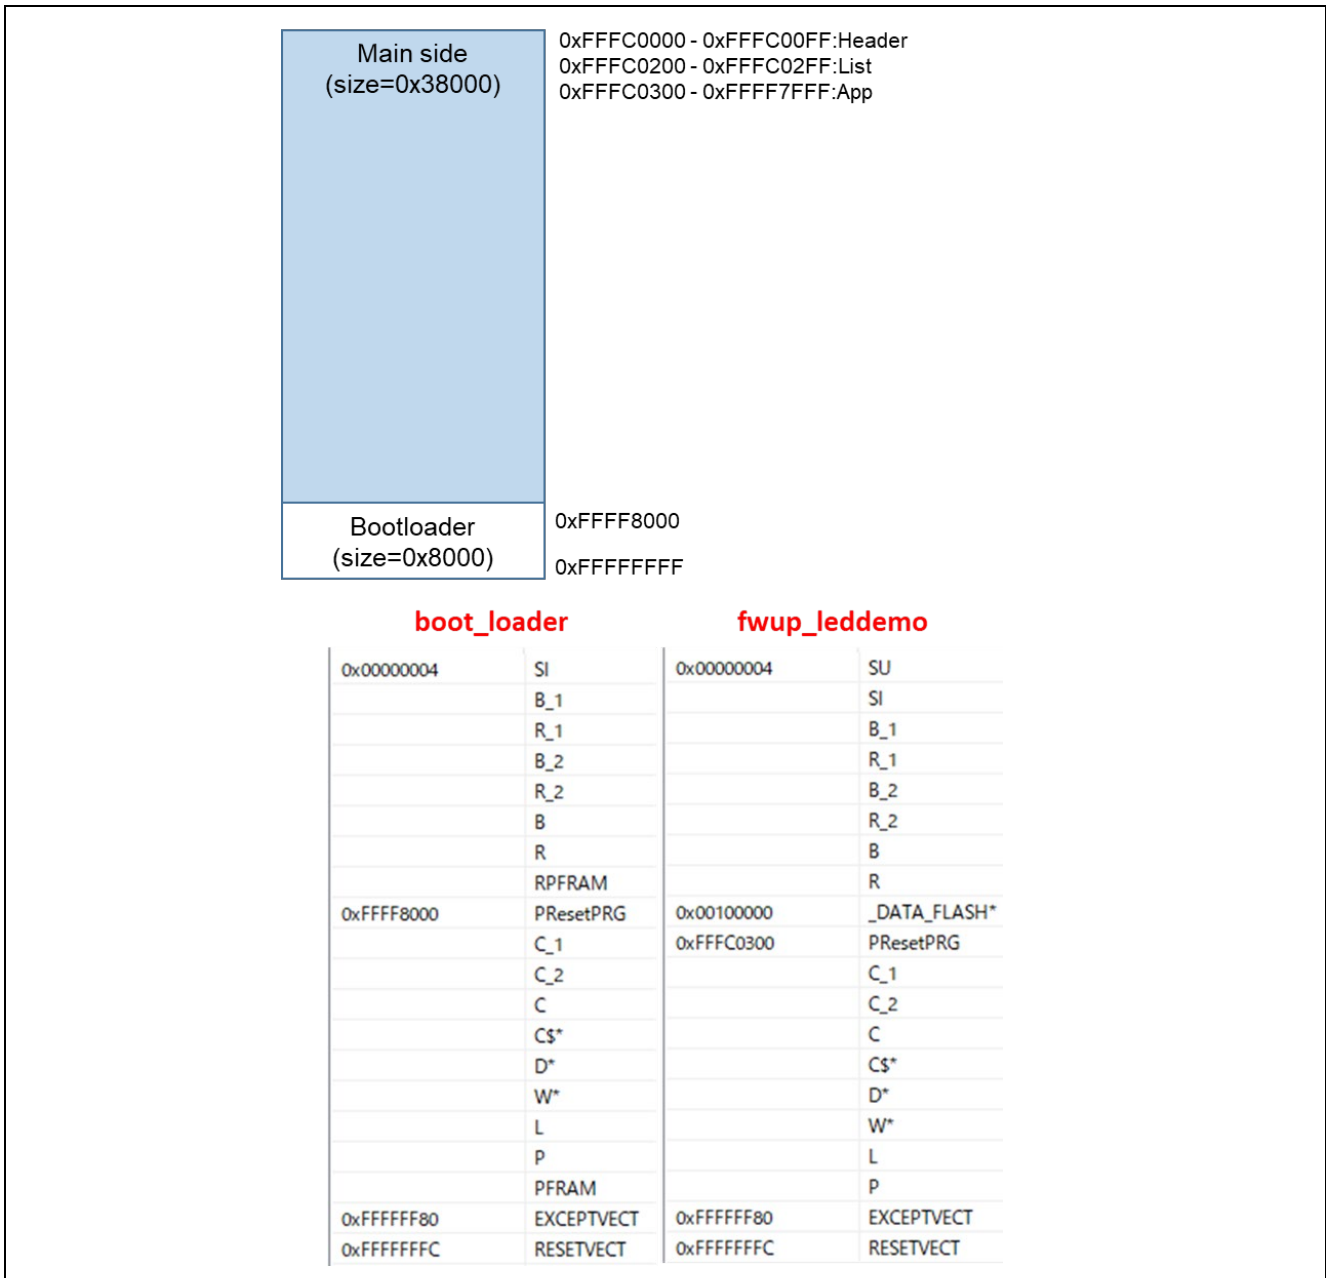 Main side
(size=0x38000)
0xFFFC0000 - 0xFFFC00FF:Header
0xFFFC0200 - 0xFFFC02FF:List
0xFFFC0300 - 0xFFFF7FFF:App
Bootloader
(size=0x8000)
0xFFFF8000
0xFFFFFFFF
boot_loader
0x00000004 SI
B_1
R_1
B_2
R_2
B
R
RPFRAM
0xFFFF8000 PResetPRG
C_1
C_2
C
C$*
D*
W*
L
P
PFRAM
0xFFFFFF80 EXCEPTVECT
0xFFFFFFFC RESETVECT
fwup_leddemo
0x00000004 SU
SI
B_1
R_1
B_2
R_2
B
R
0x00100000 _DATA_FLASH*
0xFFFC0300 PResetPRG
C_1
C_2
C
C$*
D*
W*
L
P
0xFFFFFF80 EXCEPTVECT
0xFFFFFFFC RESETVECT